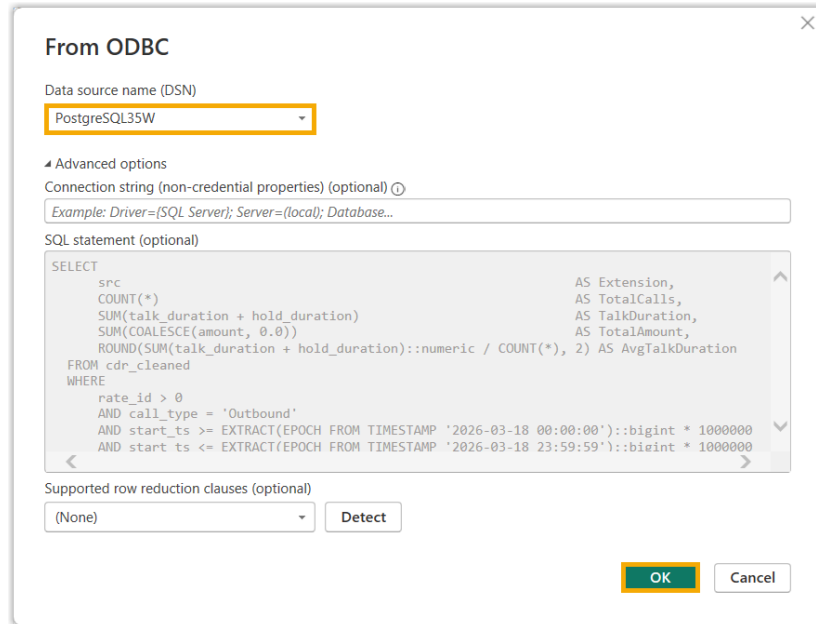 From ODBC
Data source name (DSN)
PostgreSQL35W
Advanced options
Connection string (non-credential properties) (optional)
Example: Driver={SQL Server}; Server=(local); Database...
SQL statement (optional)
SELECT
src AS Extension,
COUNT(*) AS TotalCalls,
SUM(talk_duration + hold_duration) AS TalkDuration,
SUM(COALESCE(amount, 0.0)) AS TotalAmount,
ROUND(SUM(talk_duration + hold_duration)::numeric / COUNT(*), 2) AS AvgTalkDuration
FROM cdr_cleaned
WHERE
rate_id > 0
AND call_type = 'Outbound'
AND start_ts >= EXTRACT(EPOCH FROM TIMESTAMP '2026-03-18 00:00:00')::bigint * 1000000
AND start_ts <= EXTRACT(EPOCH FROM TIMESTAMP '2026-03-18 23:59:59')::bigint * 1000000
Supported row reduction clauses (optional)
(None) Detect
OK Cancel